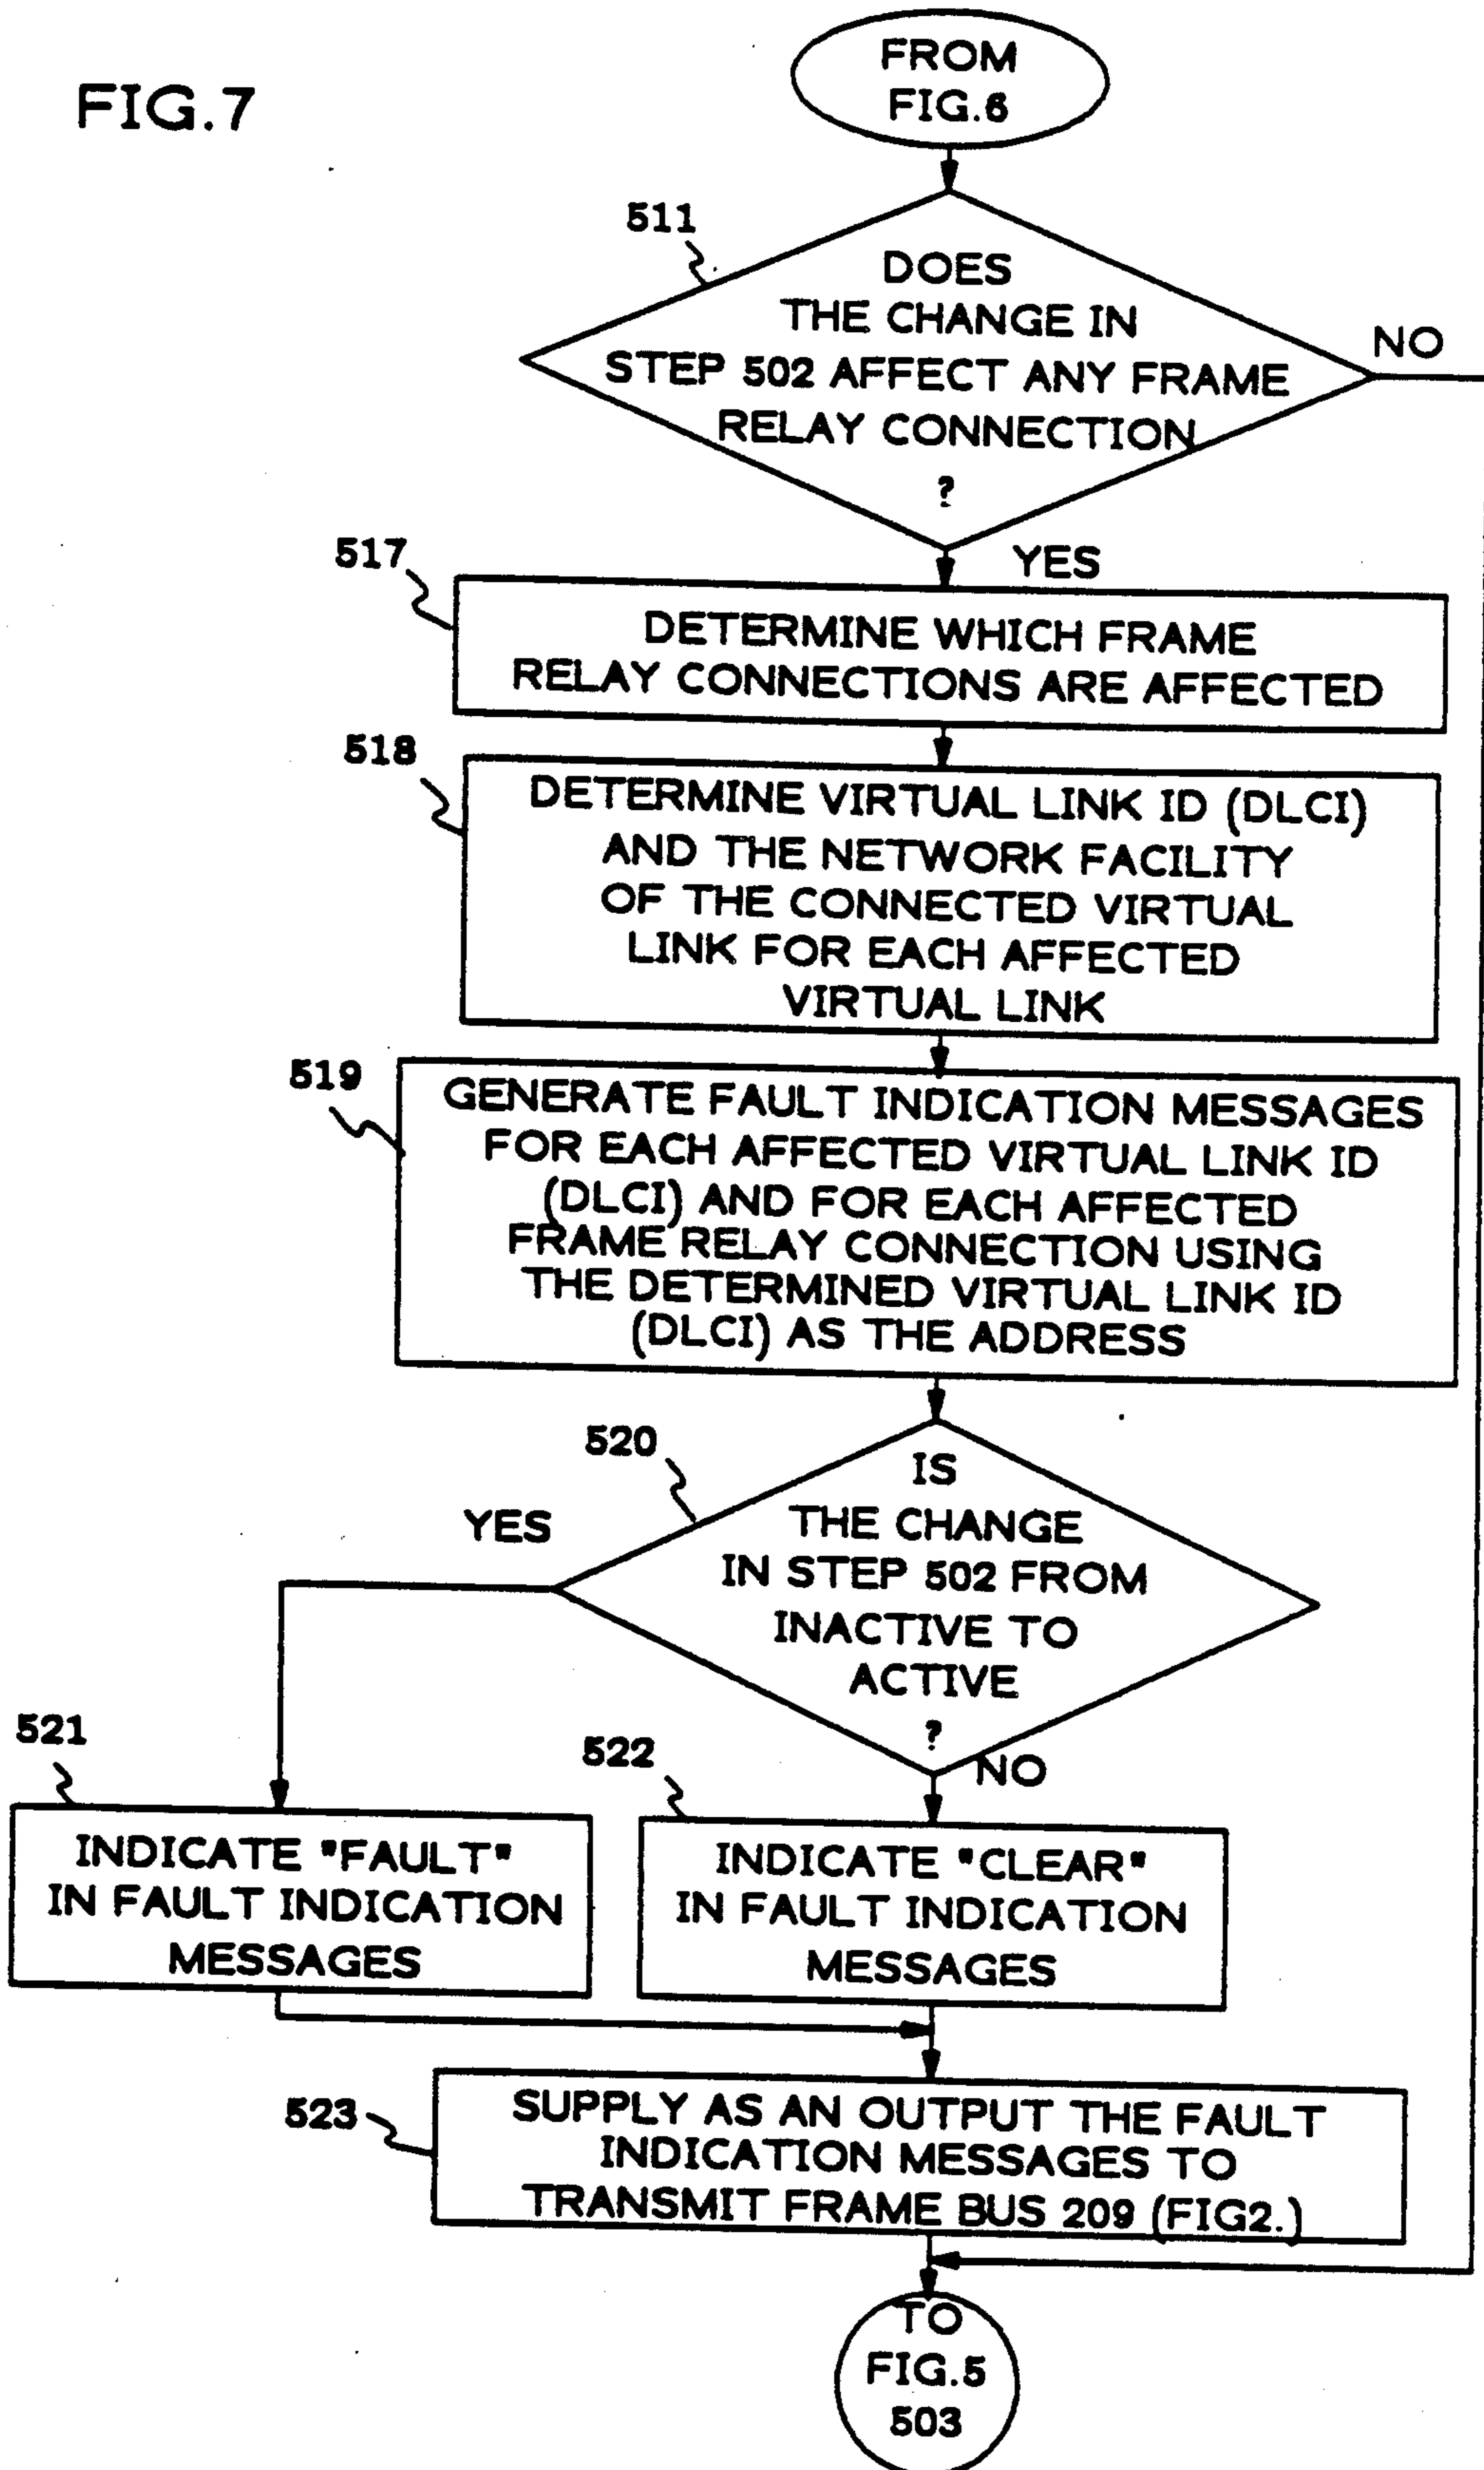 FIG.7
FROM
FIG.6
511
DOES
THE CHANGE IN
STEP 502 AFFECT ANY FRAME
RELAY CONNECTION
?
NO
YES
517
DETERMINE WHICH FRAME
RELAY CONNECTIONS ARE AFFECTED
518
DETERMINE VIRTUAL LINK ID (DLCI)
AND THE NETWORK FACILITY
OF THE CONNECTED VIRTUAL
LINK FOR EACH AFFECTED
VIRTUAL LINK
519
GENERATE FAULT INDICATION MESSAGES
FOR EACH AFFECTED VIRTUAL LINK ID
(DLCI) AND FOR EACH AFFECTED
FRAME RELAY CONNECTION USING
THE DETERMINED VIRTUAL LINK ID
(DLCI) AS THE ADDRESS
520
IS
THE CHANGE
IN STEP 502 FROM
INACTIVE TO
ACTIVE
?
YES
NO
521
INDICATE "FAULT"
IN FAULT INDICATION
MESSAGES
522
INDICATE "CLEAR"
IN FAULT INDICATION
MESSAGES
523
SUPPLY AS AN OUTPUT THE FAULT
INDICATION MESSAGES TO
TRANSMIT FRAME BUS 209 (FIG2.)
TO
FIG.5
503